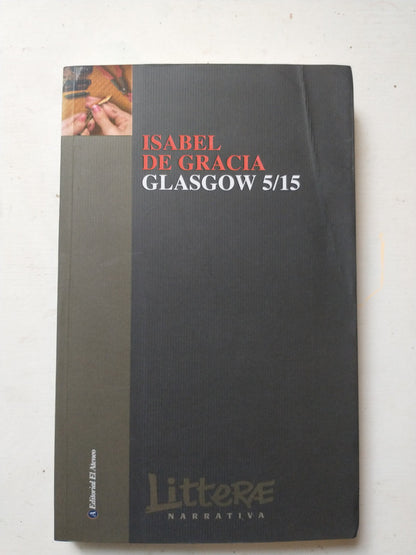 ISABEL
DE GRACIA
GLASGOW 5/15
LITTERÆ
NARRATIVA
Editorial El Ateneo